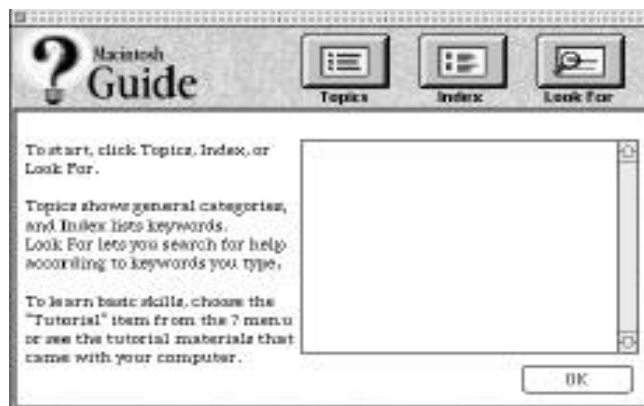 Macintosh
Guide
Topics
Index
Look For
To start, click Topics, Index, or
Look For.
Topics shows general categories,
and Index lists keywords.
Look For lets you search for help
according to keywords you type.
To learn basic skills, choose the
"Tutorial" item from the ? menu
or see the tutorial materials that
came with your computer.
OK